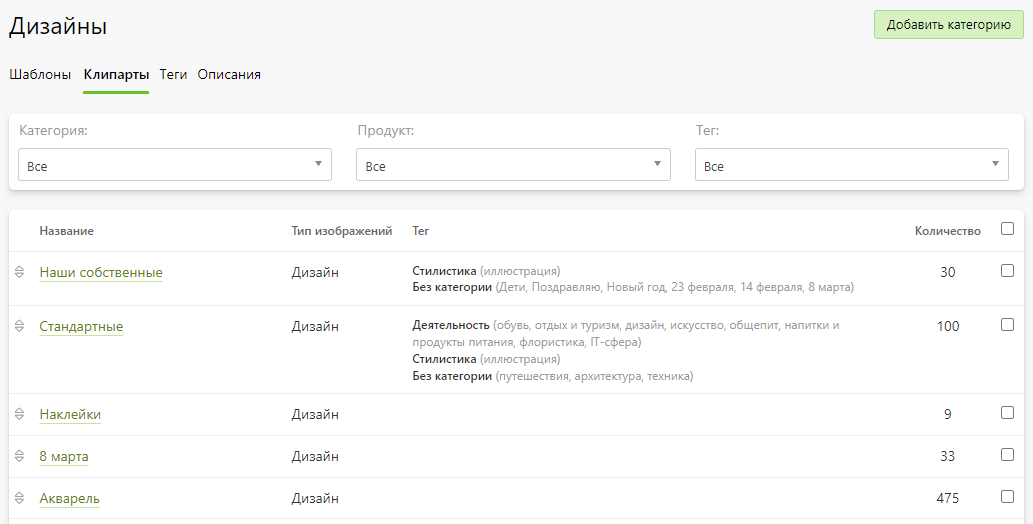 Дизайны
Добавить категорию
Шаблоны Клипарты Теги Описания
Категория: Продукт: Тег:
Все Все Все
Название Тип изображений Тег Количество
Наши собственные Дизайн Стилистика (иллюстрация) 30
Без категории (Дети, Поздравляю, Новый год, 23 февраля, 14 февраля, 8 марта)
Стандартные Дизайн Деятельность (обувь, отдых и туризм, дизайн, искусство, общепит, напитки и 100
продукты питания, флористика, IT-сфера)
Стилистика (иллюстрация)
Без категории (путешествия, архитектура, техника)
Наклейки Дизайн 9
8 марта Дизайн 33
Акварель Дизайн 475